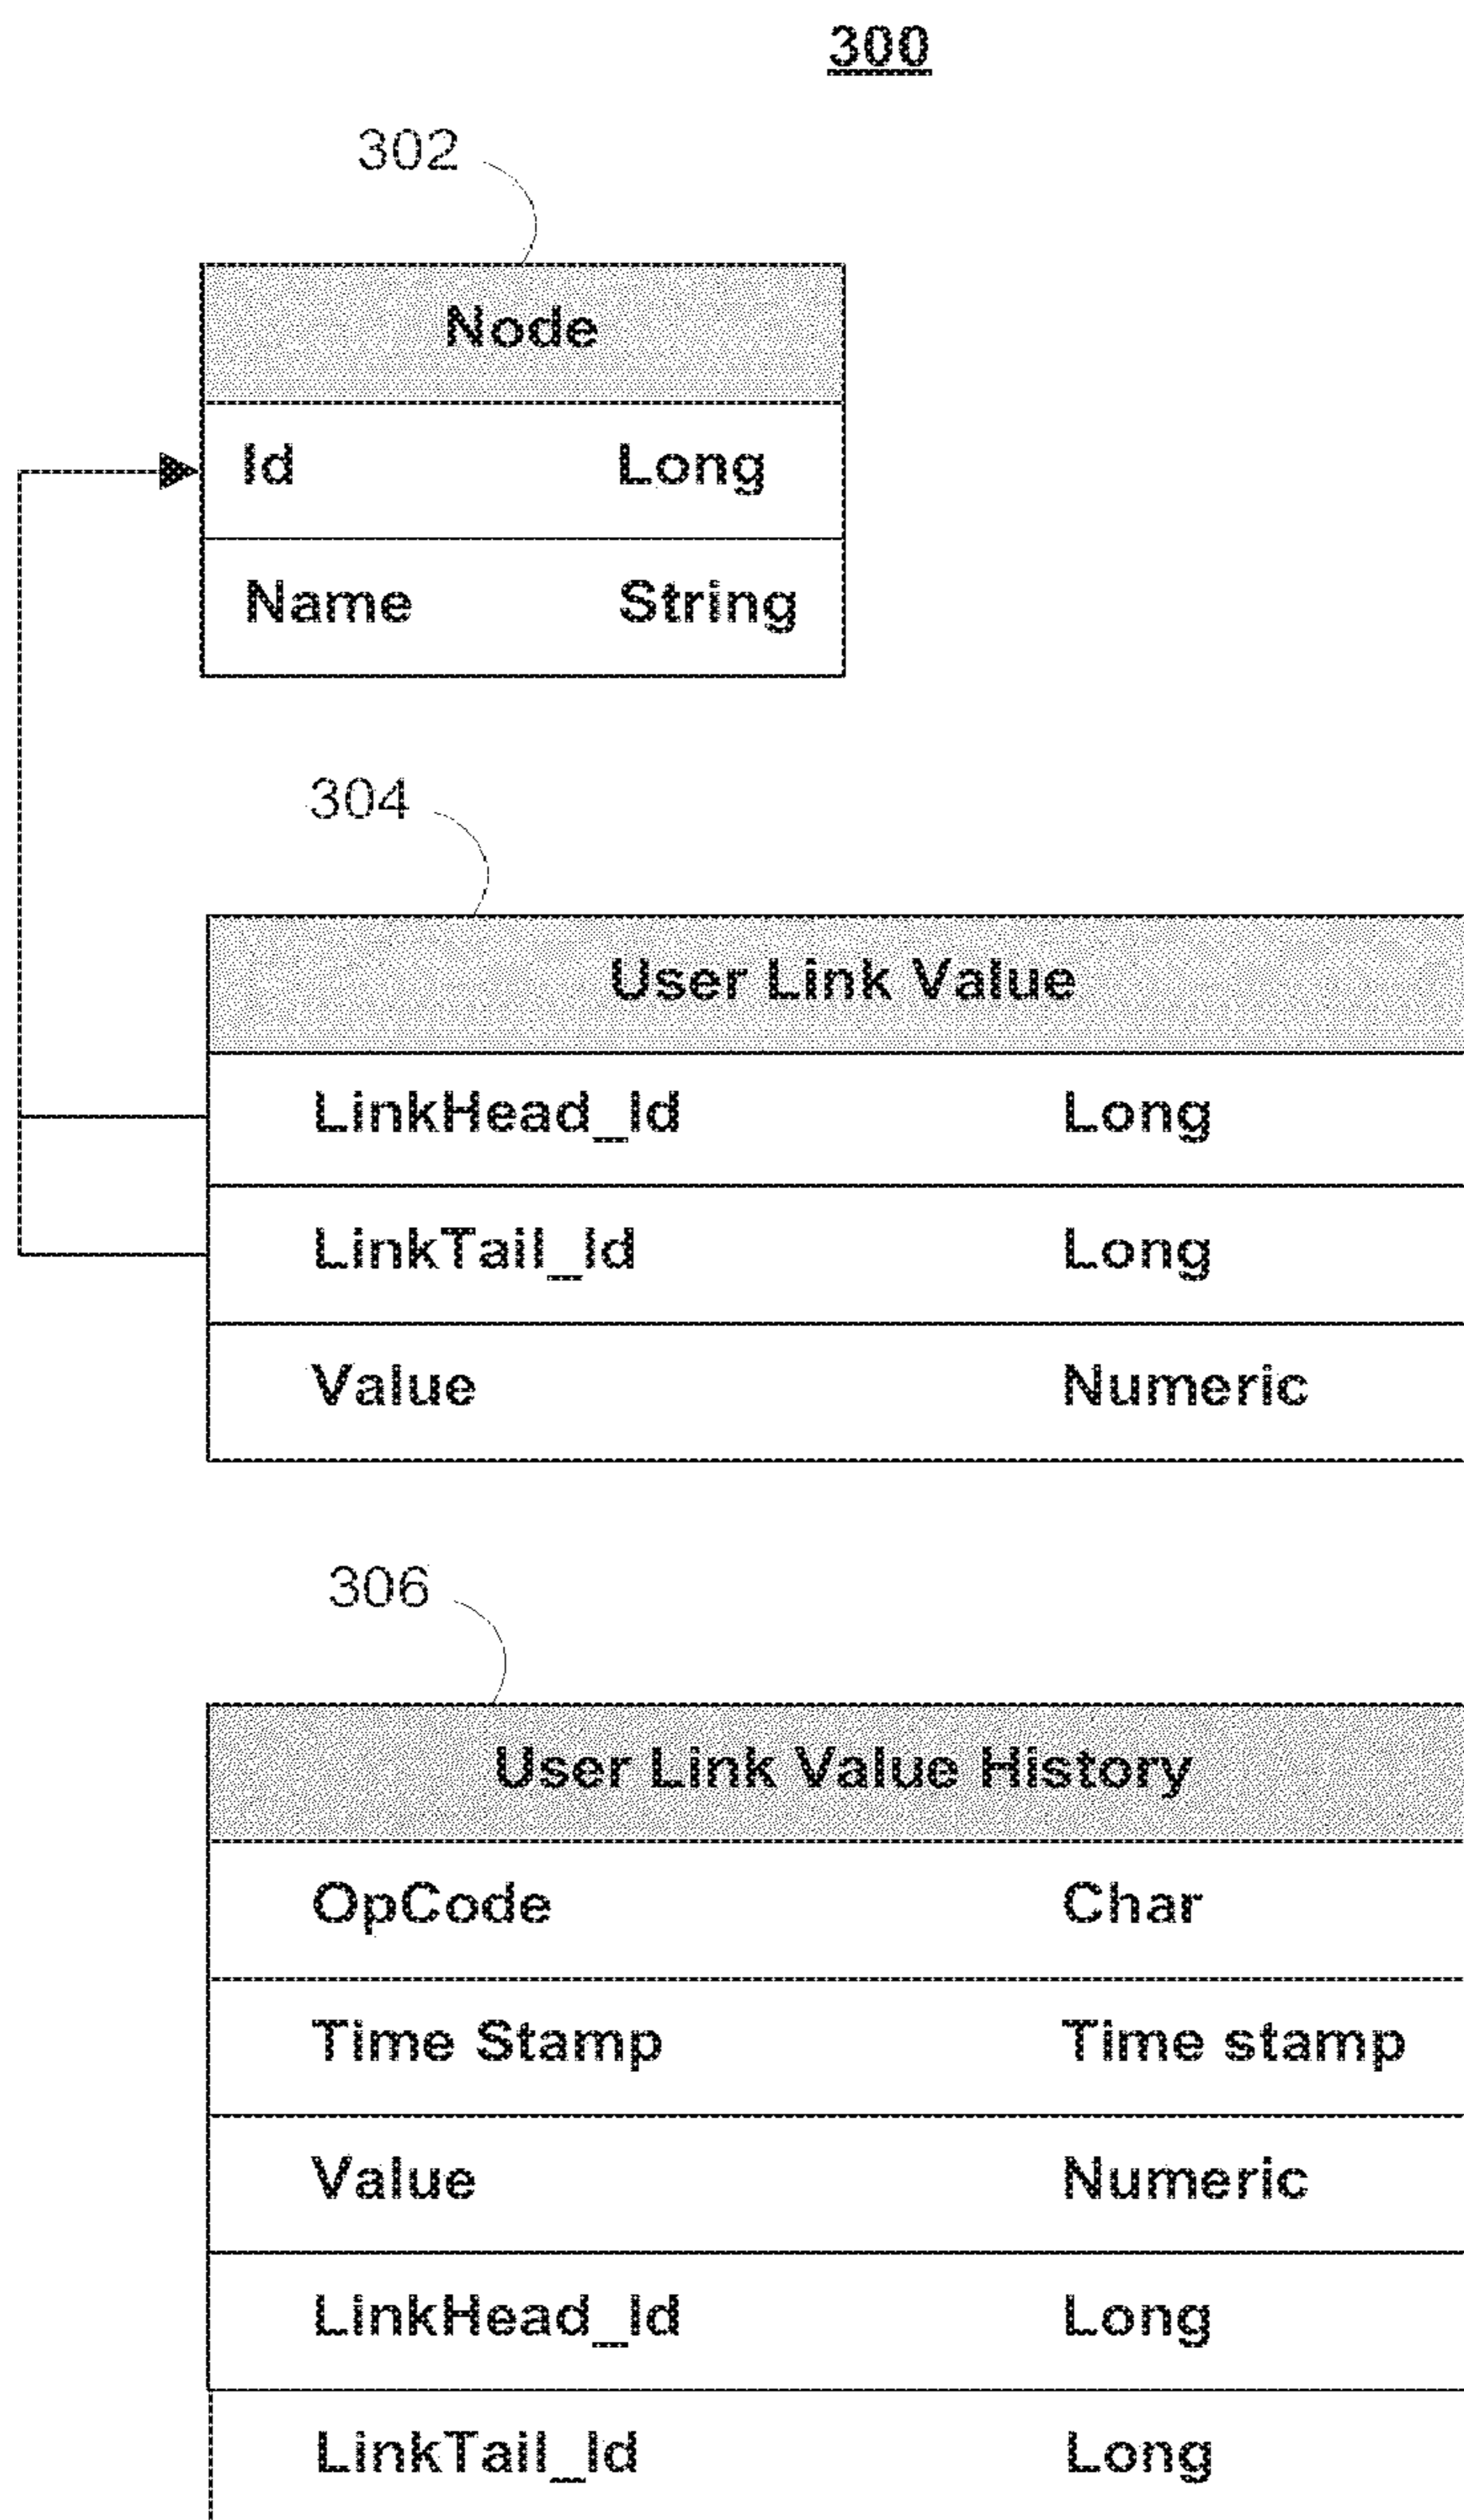 300
302
Node
Id Long
Name String
304
User Link Value
LinkHead_Id Long
LinkTail_Id Long
Value Numeric
306
User Link Value History
OpCode Char
Time Stamp Time stamp
Value Numeric
LinkHead_Id Long
LinkTail_Id Long